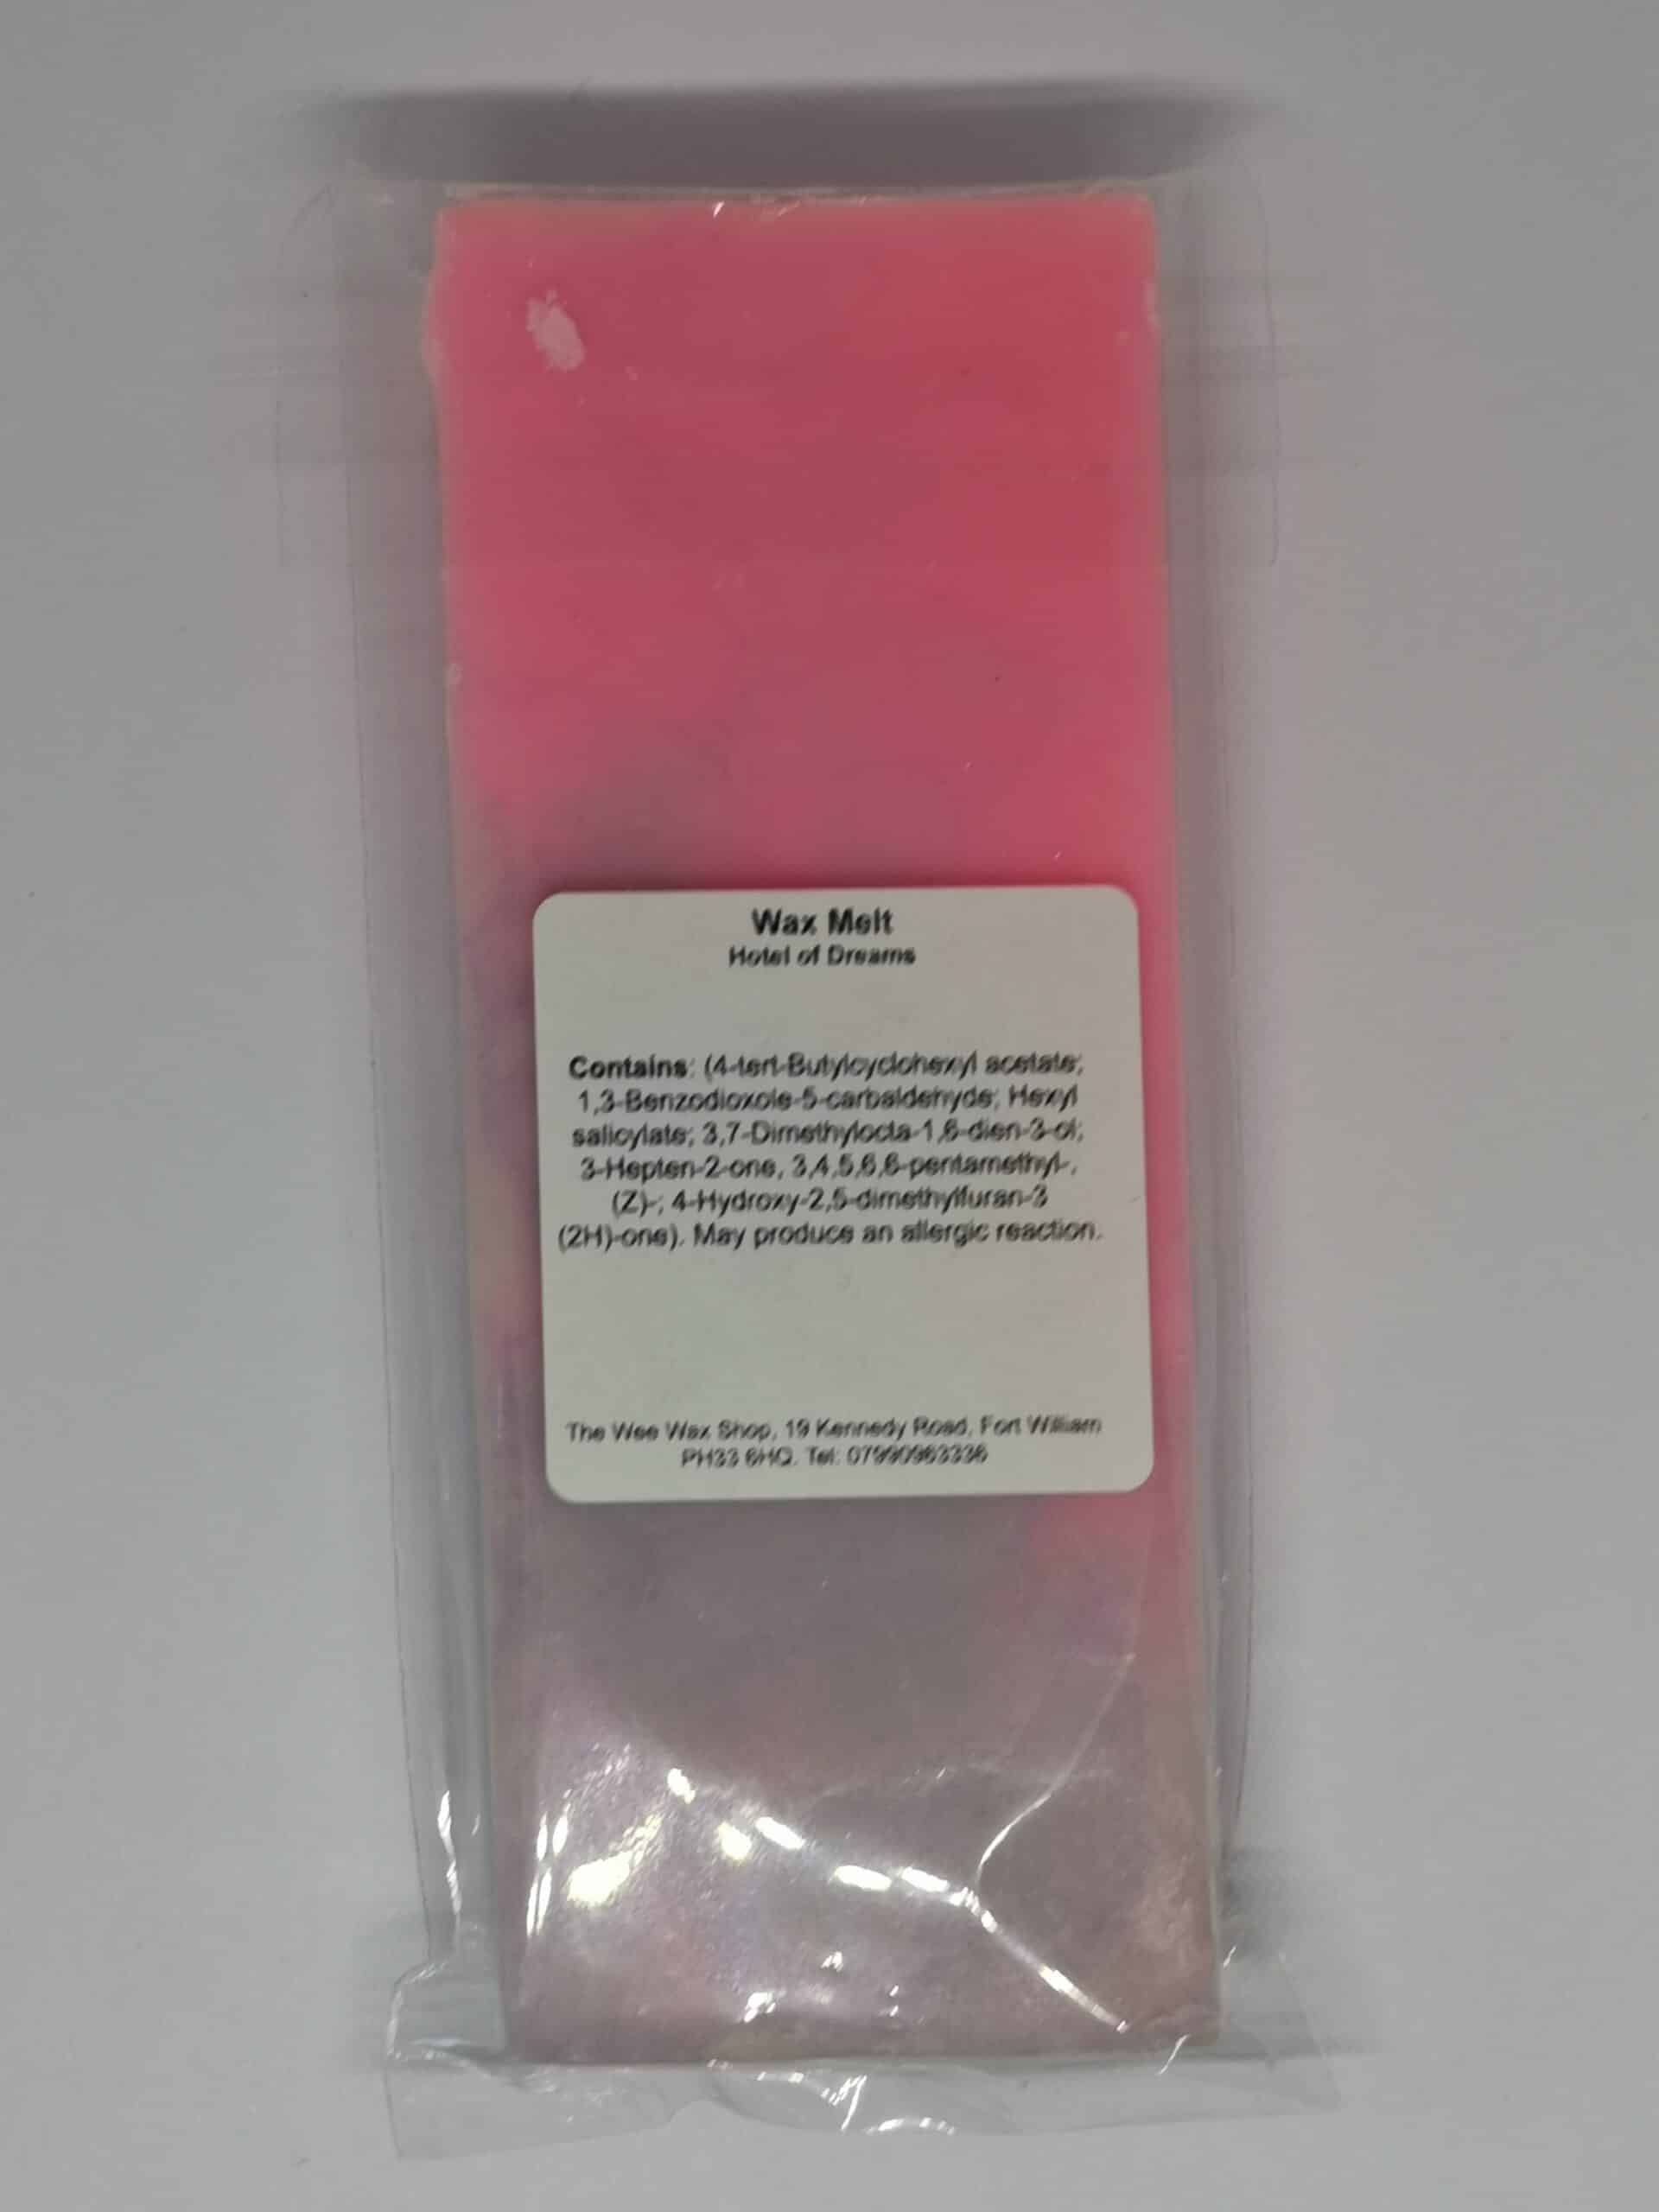 Wax Melt
Hotel of Dreams
Contains: (4-tert-Butylcyclohexyl acetate;
1,3-Benzodioxole-5-carbaldehyde; Hexyl
salicylate; 3,7-Dimethylocta-1,6-dien-3-ol;
3-Hepten-2-one, 3,4,5,6,6-pentamethyl-,
(Z)-; 4-Hydroxy-2,5-dimethylfuran-3
(2H)-one). May produce an allergic reaction.
The Wee Wax Shop, 19 Kennedy Road, Fort William
PH33 6HQ. Tel: